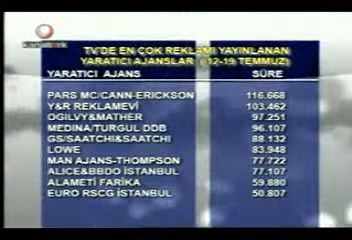 TV'DE EN ÇOK REKLAMI YAYINLANAN
YARATICI AJANSLAR (12-19 TEMMUZ)
YARATICI AJANS SÜRE
PARS MC/CANN-ERICKSON 116.668
Y&R REKLAMEVİ 103.462
OGILVY&MATHER 97.251
MEDINA/TURGUL DDB 96.107
GS/SAATCHI&SAATCHI 88.132
LOWE 83.948
MAN AJANS-THOMPSON 77.722
ALICE&BBDO İSTANBUL 77.107
ALAMETİ FARİKA 59.880
EURO RSCG İSTANBUL 50.807